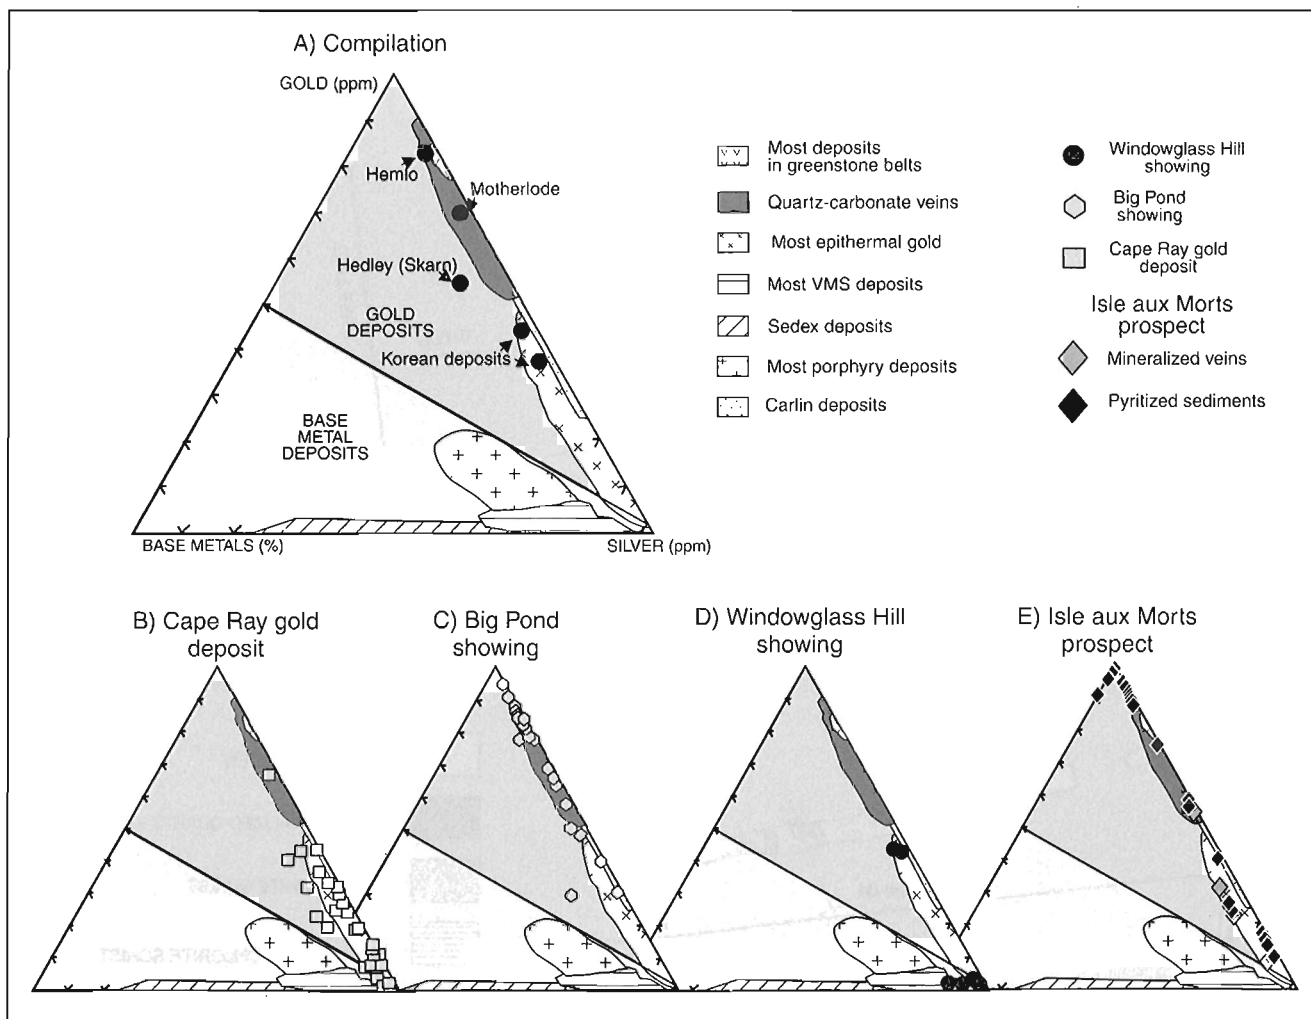 A) Compilation
GOLD (ppm)
Hemlo
Motherlode
Hedley (Skarn)
GOLD
DEPOSITS
Korean deposits
BASE
METAL
DEPOSITS
BASE METALS (%)
SILVER (ppm)
Most deposits
in greenstone belts
Quartz-carbonate veins
Most epithermal gold
Most VMS deposits
Sedex deposits
Most porphyry deposits
Carlin deposits
Windowglass Hill
showing
Big Pond
showing
Cape Ray gold
deposit
Isle aux Morts
prospect
Mineralized veins
Pyritized sediments
B) Cape Ray gold
deposit
C) Big Pond
showing
D) Windowglass Hill
showing
E) Isle aux Morts
prospect